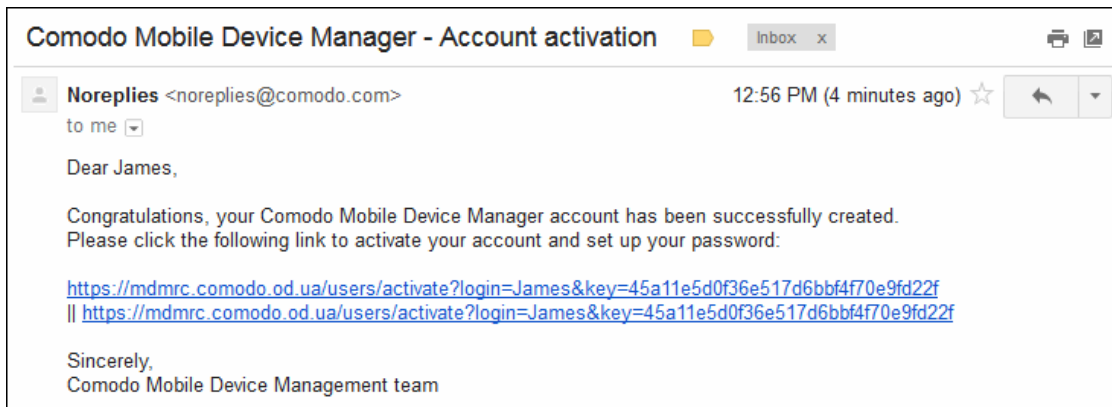 Comodo Mobile Device Manager - Account activation Inbox x
Noreplies <noreplies@comodo.com> 12:56 PM (4 minutes ago)
to me
Dear James,
Congratulations, your Comodo Mobile Device Manager account has been successfully created.
Please click the following link to activate your account and set up your password:
https://mdmrc.comodo.od.ua/users/activate?login=James&key=45a11e5d0f36e517d6bbf4f70e9fd22f
|| https://mdmrc.comodo.od.ua/users/activate?login=James&key=45a11e5d0f36e517d6bbf4f70e9fd22f
Sincerely,
Comodo Mobile Device Management team